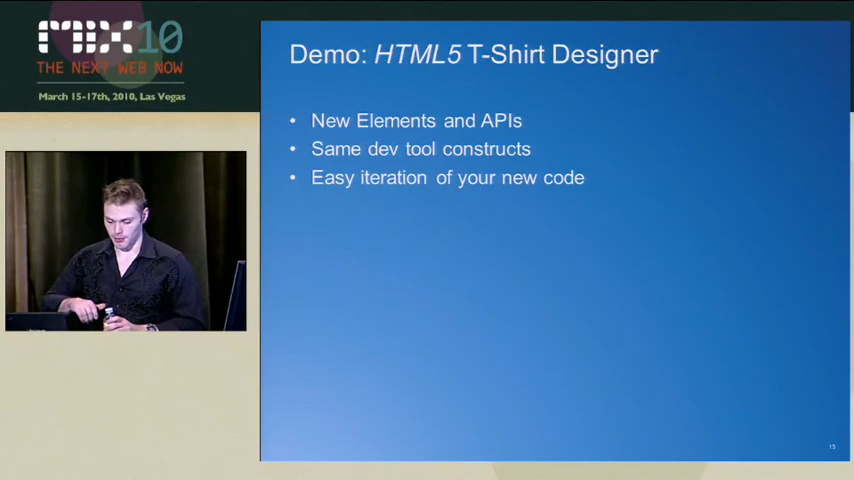 MIX10
THE NEXT WEB NOW
March 15-17th, 2010, Las Vegas
Demo: HTML5 T-Shirt Designer
• New Elements and APIs
• Same dev tool constructs
• Easy iteration of your new code
15